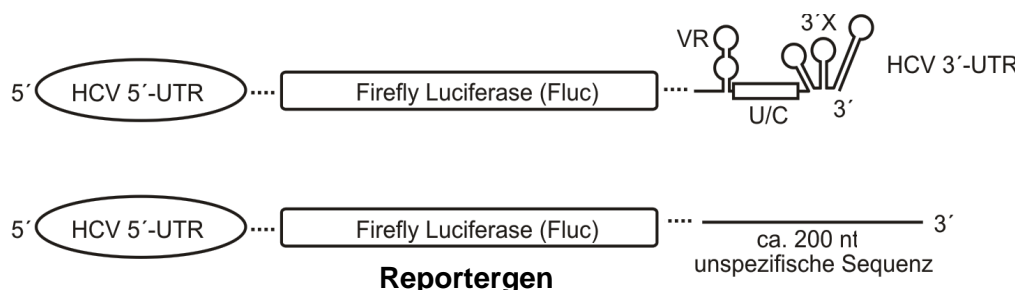 3´X
VR
HCV 3´-UTR
5´ HCV 5´-UTR Firefly Luciferase (Fluc)
U/C
3´
5´ HCV 5´-UTR Firefly Luciferase (Fluc) 3´
ca. 200 nt
unspezifische Sequenz
Reportergen